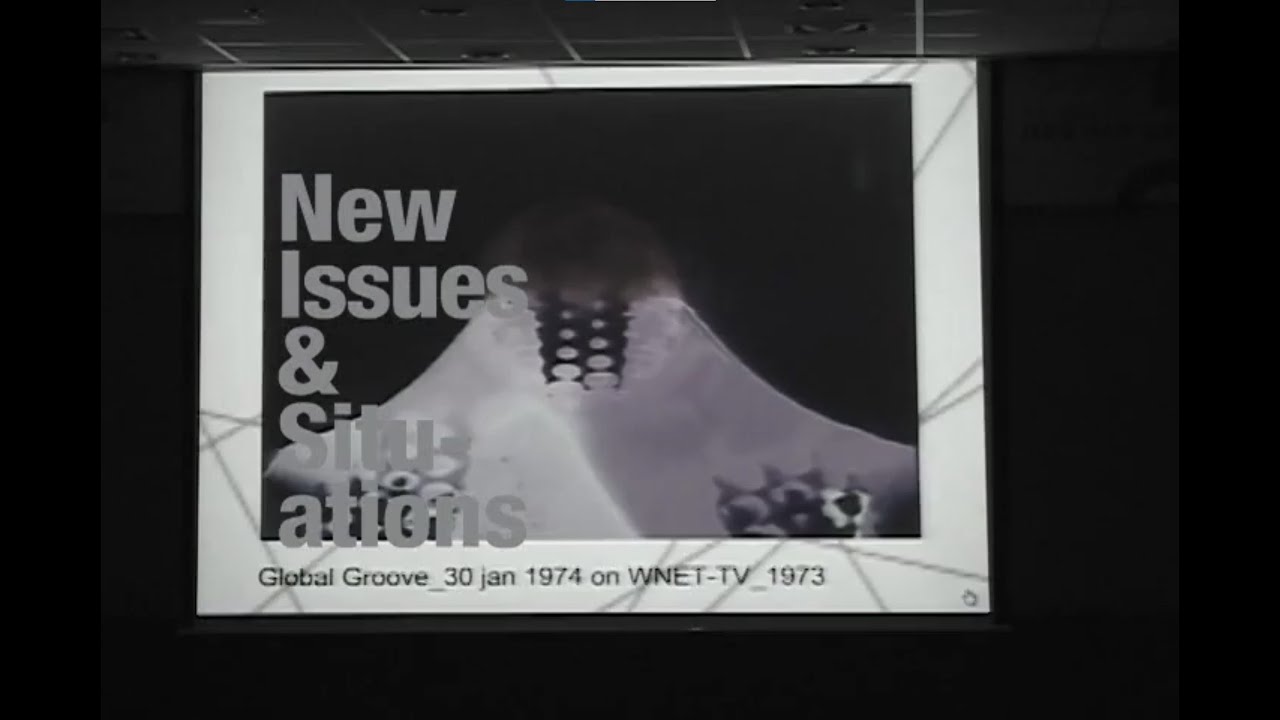 New
Issues
&
Situ-
ations
Global Groove_30 jan 1974 on WNET-TV_1973